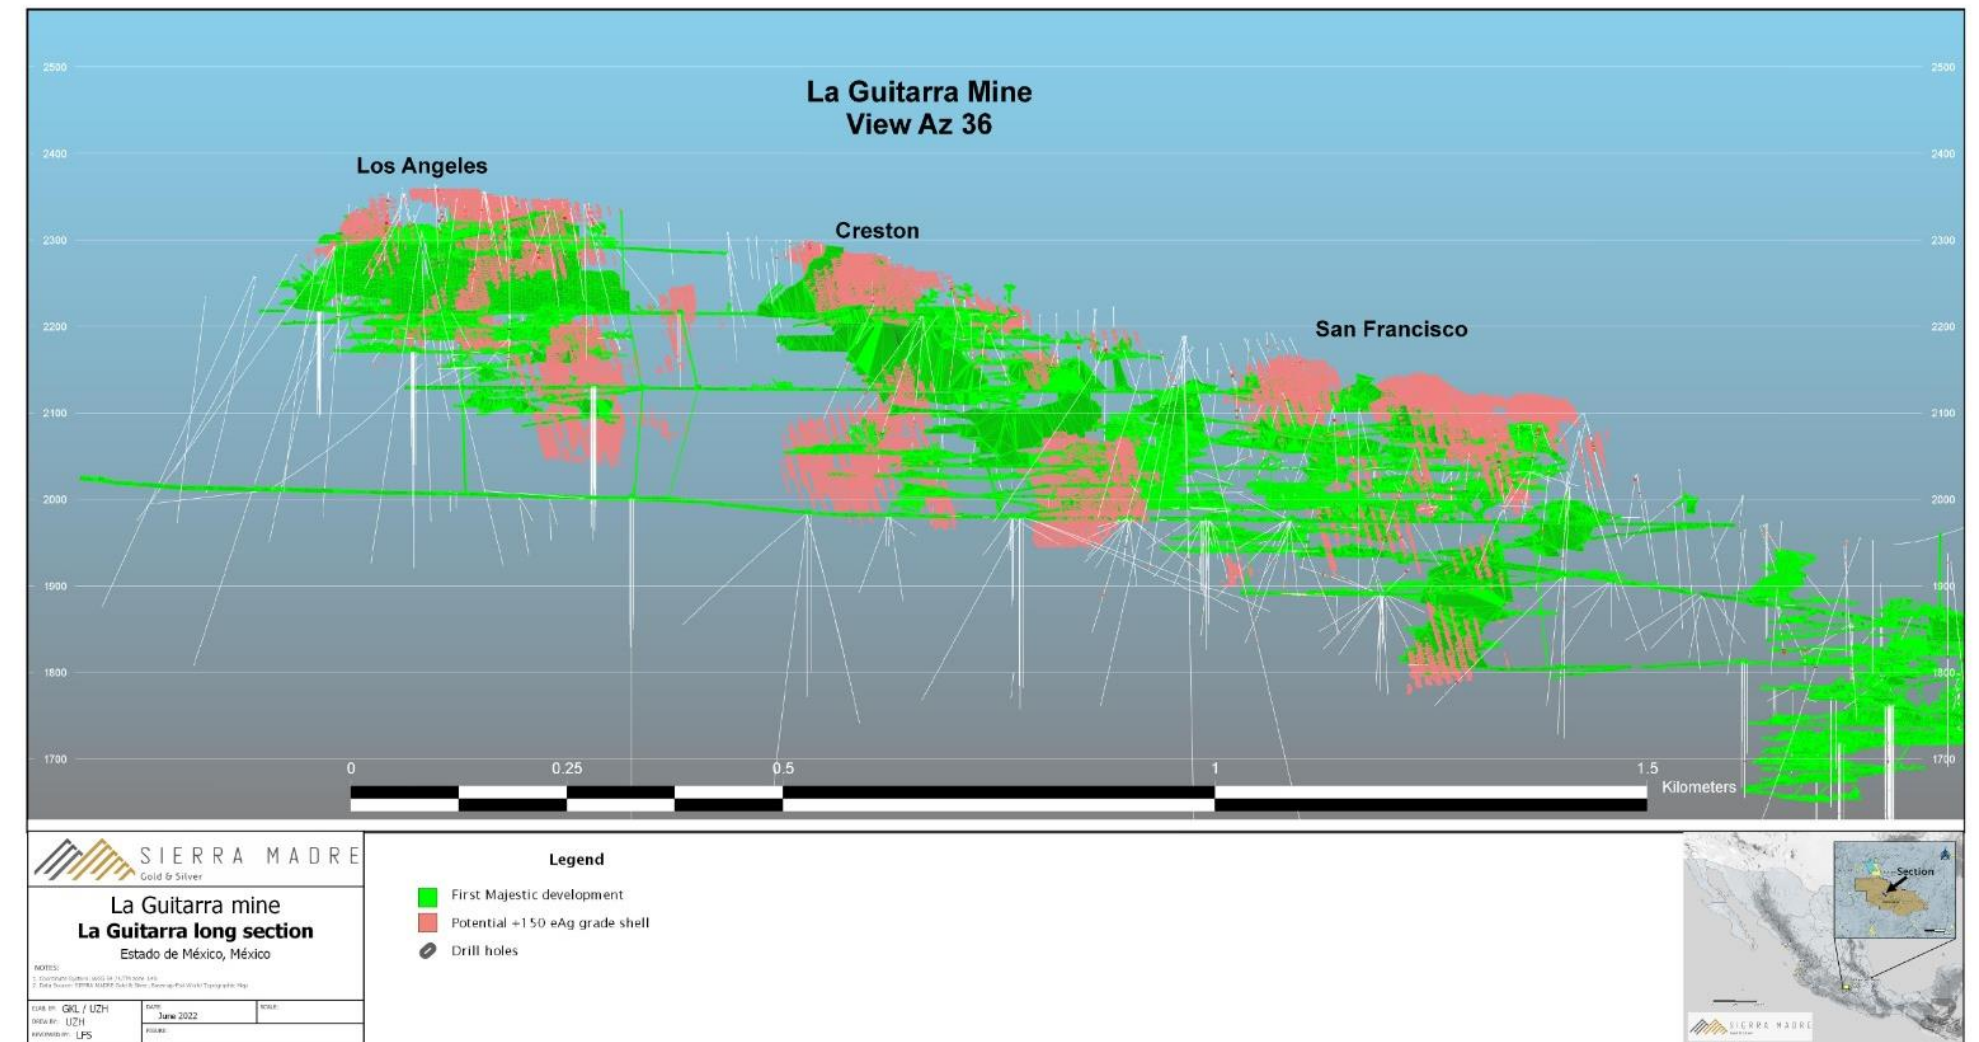 La Guitarra Mine
View Az 36
Los Angeles
Creston
San Francisco
2500
2400
2300
2200
2100
2000
1900
1800
1700
2500
2400
2300
2200
2100
2000
1900
1800
1700
0 0.25 0.5 1 1.5
Kilometers
SIERRA MADRE
Gold & Silver
La Guitarra mine
La Guitarra long section
Estado de México, México
NOTES:
GKL / UZH
UZH
LFS
DATE:
June 2022
SCALE:
Legend
First Majestic development
Potential +150 eAg grade shell
Drill holes
Section
SIERRA MADRE